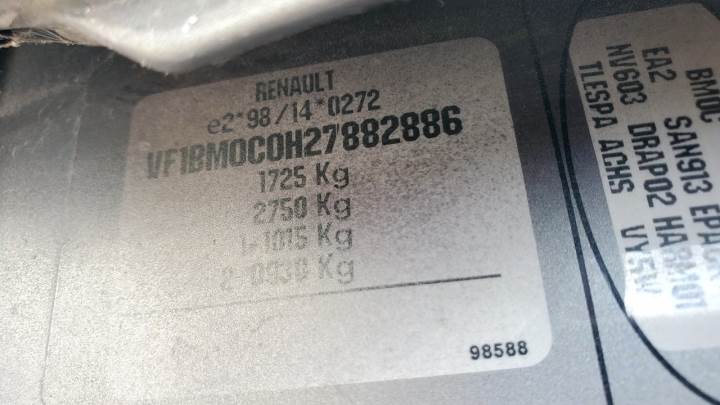 RENAULT
e2*98/14*0272
VF1BM0C0H27882886
1725 Kg
2750 Kg
1-1015 Kg
2-0930 Kg
98588
BM0C
EA2 SAN913
NV603 DRAP02
TLESPA ACHS